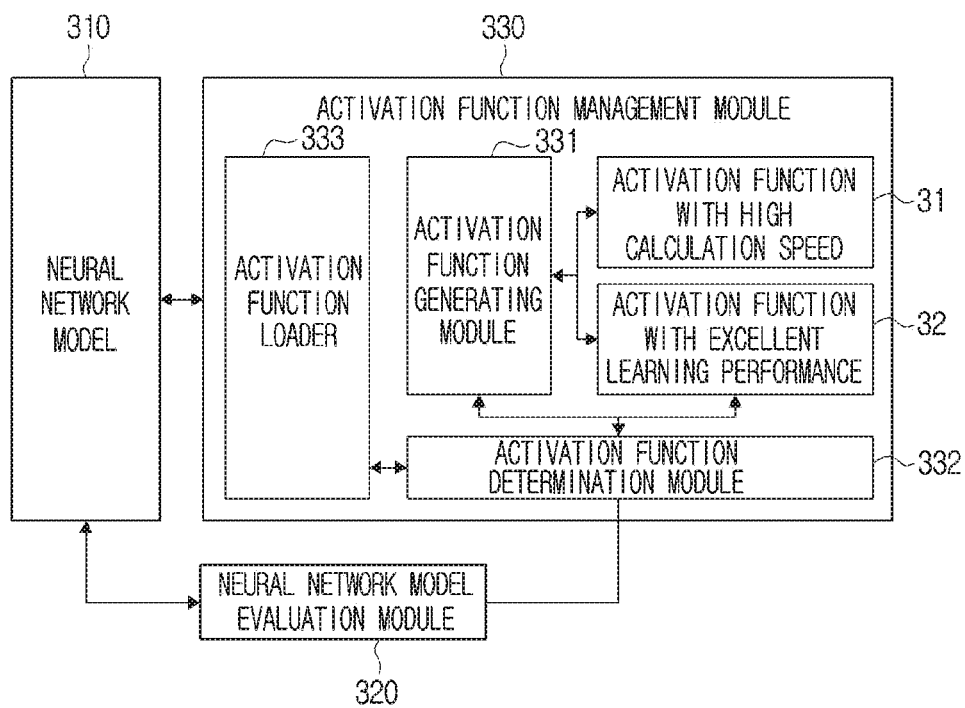 310
330
ACTIVATION FUNCTION MANAGEMENT MODULE
333
331
NEURAL
NETWORK
MODEL
ACTIVATION
FUNCTION
LOADER
ACTIVATION
FUNCTION
GENERATING
MODULE
ACTIVATION FUNCTION
WITH HIGH
CALCULATION SPEED
31
ACTIVATION FUNCTION
WITH EXCELLENT
LEARNING PERFORMANCE
32
ACTIVATION FUNCTION
DETERMINATION MODULE
332
NEURAL NETWORK MODEL
EVALUATION MODULE
320